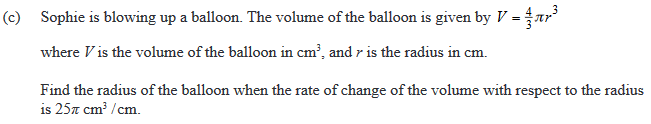 (c) Sophie is blowing up a balloon. The volume of the balloon is given by V = 4/3 πr³
where V is the volume of the balloon in cm³, and r is the radius in cm.
Find the radius of the balloon when the rate of change of the volume with respect to the radius
is 25π cm³ /cm.